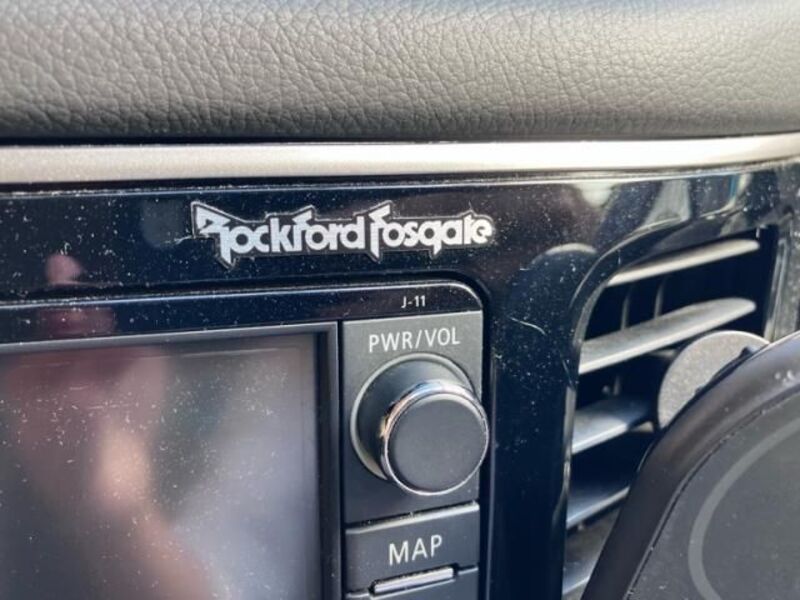 Rockford Fosgate
J-11
PWR/VOL
MAP